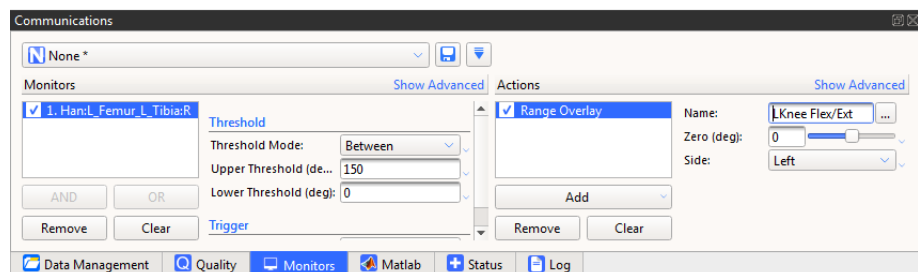 Communications
None *
Monitors
Show Advanced
1. Han:L_Femur_L_Tibia:R
Threshold
Threshold Mode:
Between
Upper Threshold (de...
150
Lower Threshold (deg):
0
AND
OR
Remove
Clear
Trigger
Actions
Show Advanced
Range Overlay
Add
Remove
Clear
Name:
LKnee Flex/Ext
...
Zero (deg):
0
Side:
Left
Data Management
Quality
Monitors
Matlab
Status
Log